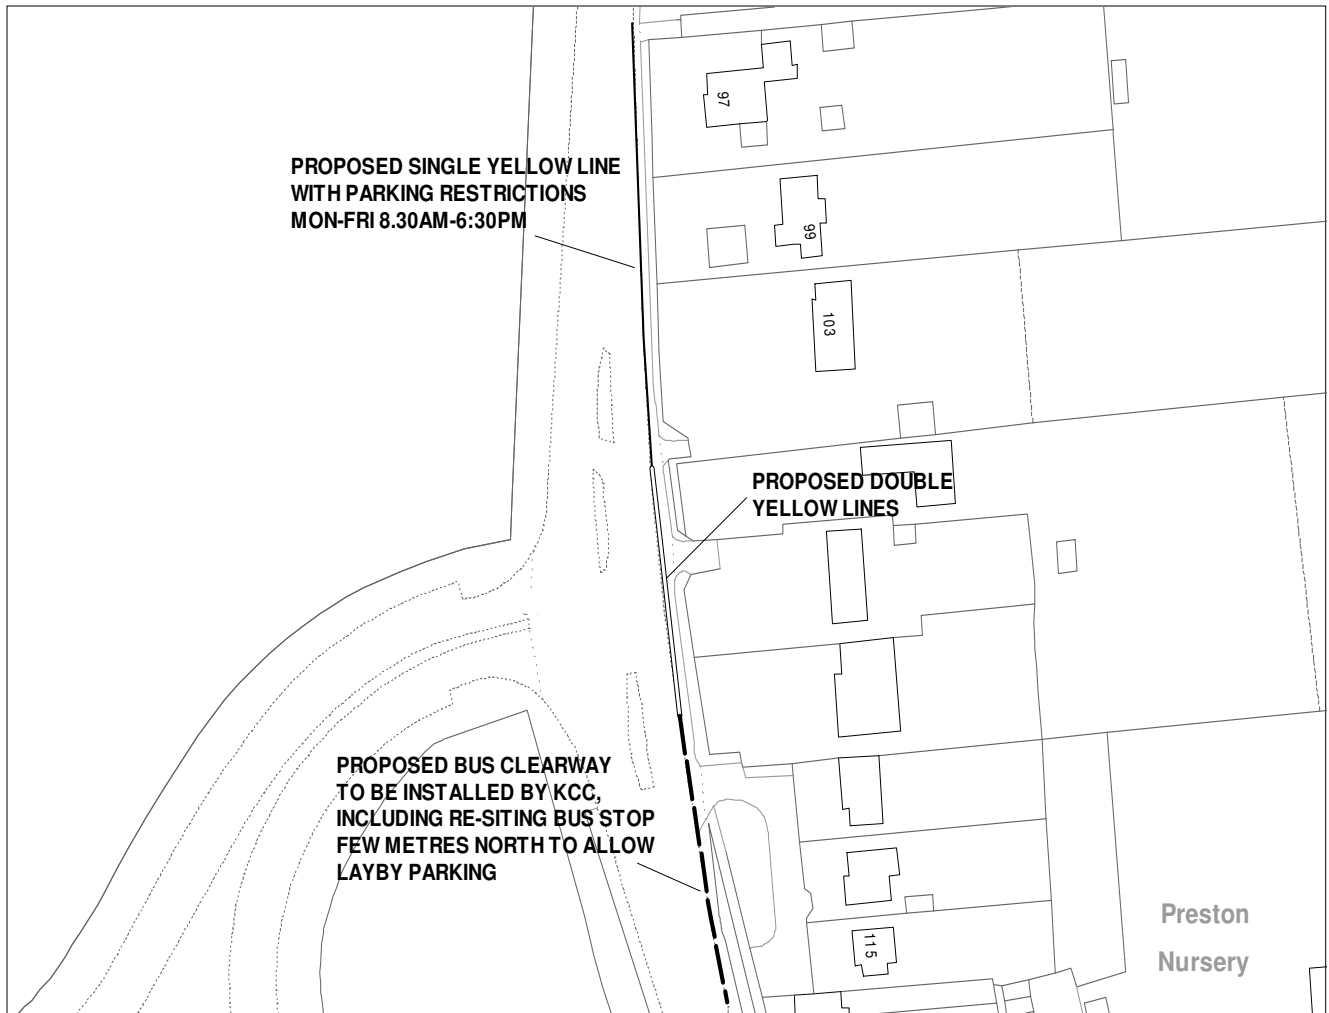 97
PROPOSED SINGLE YELLOW LINE
WITH PARKING RESTRICTIONS
MON-FRI 8.30AM-6:30PM
99
103
PROPOSED DOUBLE
YELLOW LINES
PROPOSED BUS CLEARWAY
TO BE INSTALLED BY KCC,
INCLUDING RE-SITING BUS STOP
FEW METRES NORTH TO ALLOW
LAYBY PARKING
115
Preston
Nursery